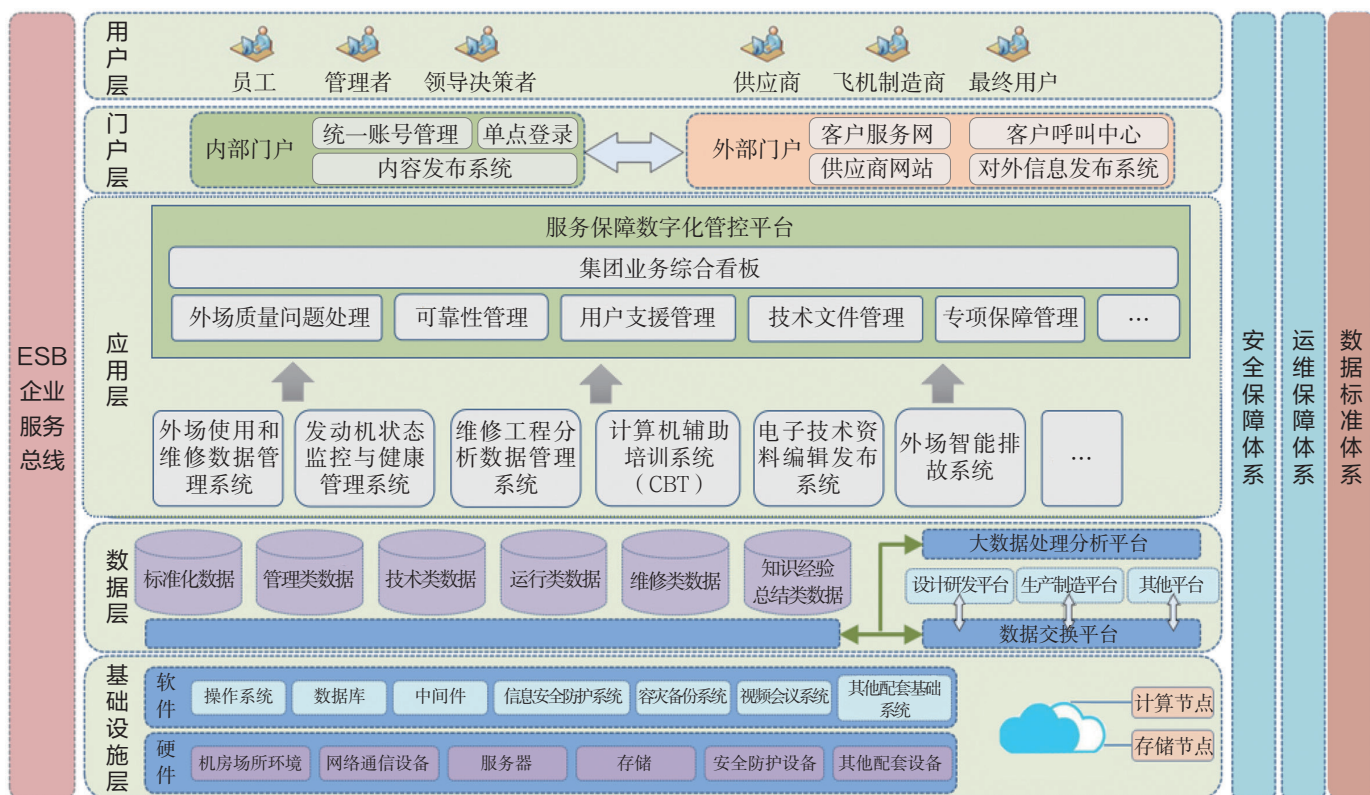 ESB
企业
服务
总线
用户层
员工
管理者
领导决策者
供应商
飞机制造商
最终用户
门户层
内部门户
统一账号管理
单点登录
内容发布系统
外部门户
客户服务网
客户呼叫中心
供应商网站
对外信息发布系统
应用层
服务保障数字化管控平台
集团业务综合看板
外场质量问题处理
可靠性管理
用户支援管理
技术文件管理
专项保障管理
…
外场使用和
维修数据管
理系统
发动机状态
监控与健康
管理系统
维修工程分
析数据管理
系统
计算机辅助
培训系统
（CBT）
电子技术资
料编辑发布
系统
外场智能排
故系统
…
数据层
标准化数据
管理类数据
技术类数据
运行类数据
维修类数据
知识经验
总结类数据
大数据处理分析平台
设计研发平台
生产制造平台
其他平台
数据交换平台
基础设施层
软件
操作系统
数据库
中间件
信息安全防护系统
容灾备份系统
视频会议系统
其他配套基础
系统
硬件
机房场所环境
网络通信设备
服务器
存储
安全防护设备
其他配套设备
计算节点
存储节点
安全保障体系
运维保障体系
数据标准体系